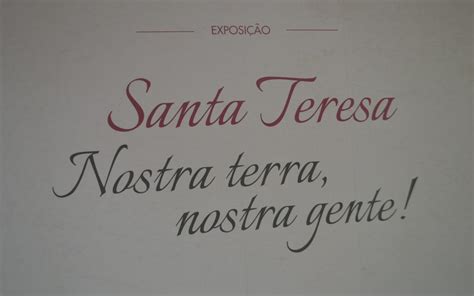 EXPOSIÇÃO
Santa Teresa
Nostra terra,
nostra gente!